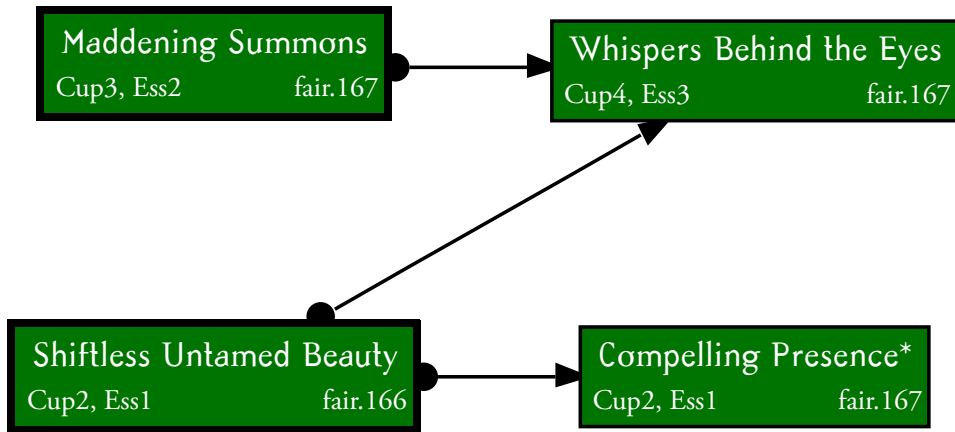 Maddening Summons
Cup3, Ess2 fair.167
Whispers Behind the Eyes
Cup4, Ess3 fair.167
Shiftless Untamed Beauty
Cup2, Ess1 fair.166
Compelling Presence*
Cup2, Ess1 fair.167